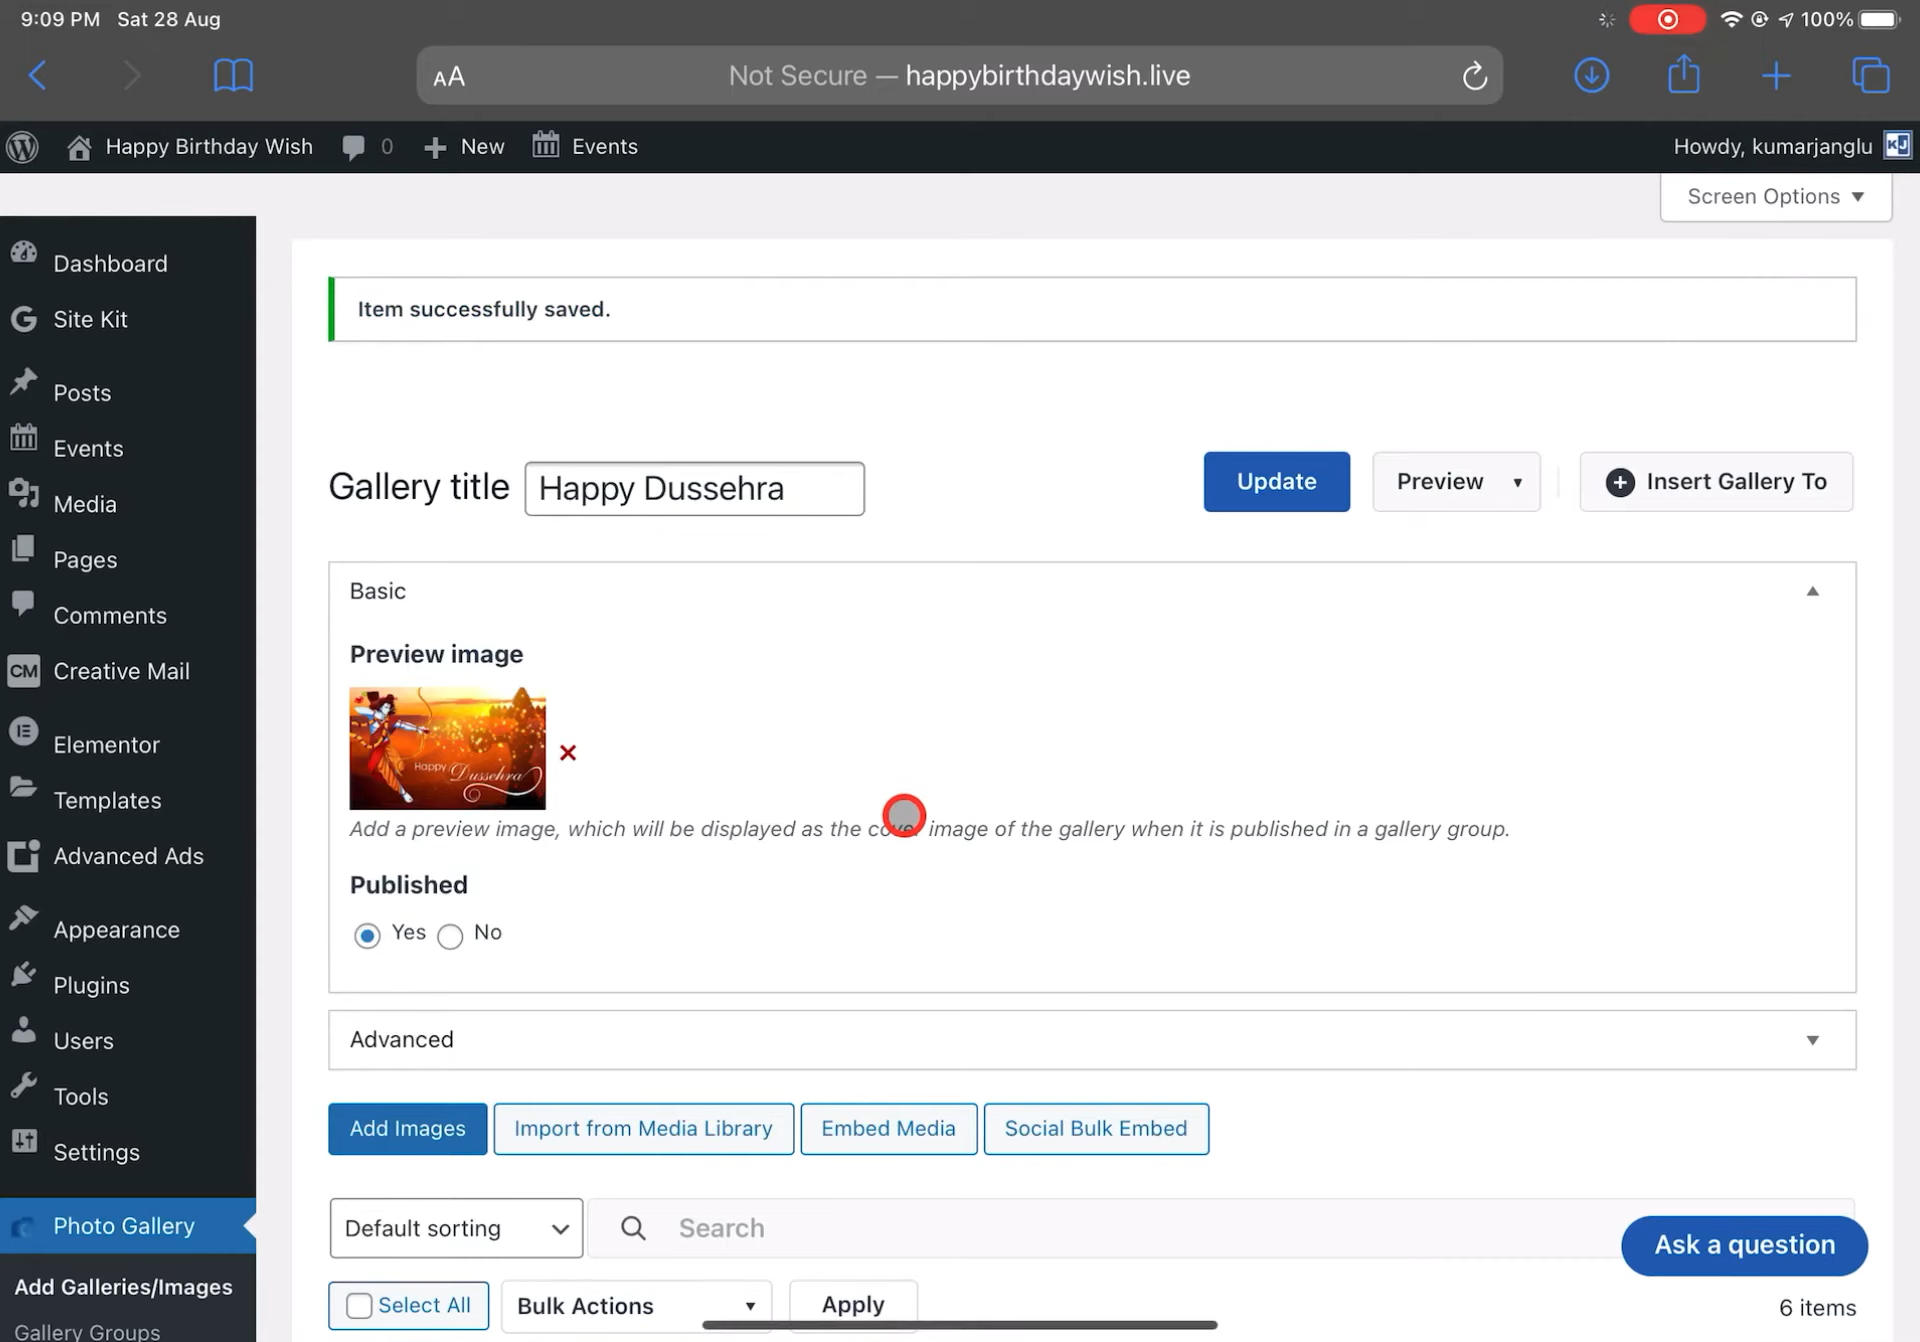 9:09 PM Sat 28 Aug
100%
AA
Not Secure — happybirthdaywish.live
Happy Birthday Wish
0
New
Events
Howdy, kumarjanglu
KJ
Screen Options ▼
Dashboard
Site Kit
Posts
Events
Media
Pages
Comments
CM Creative Mail
Elementor
Templates
Advanced Ads
Appearance
Plugins
Users
Tools
Settings
Photo Gallery
Add Galleries/Images
Gallery Groups
Item successfully saved.
Gallery title Happy Dussehra
Update
Preview ▼
Insert Gallery To
Basic
Preview image
Happy Dussehra
Add a preview image, which will be displayed as the cover image of the gallery when it is published in a gallery group.
Published
Yes No
Advanced
Add Images
Import from Media Library
Embed Media
Social Bulk Embed
Default sorting
Search
Ask a question
Select All
Bulk Actions
Apply
6 items